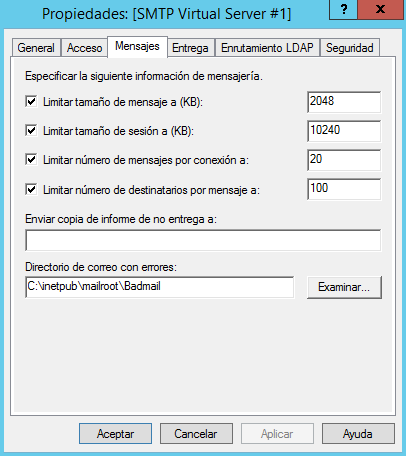 Propiedades: [SMTP Virtual Server #1]
? x
General Acceso Mensajes Entrega Enrutamiento LDAP Seguridad
Especificar la siguiente información de mensajería.
Limitar tamaño de mensaje a (KB): 2048
Limitar tamaño de sesión a (KB): 10240
Limitar número de mensajes por conexión a: 20
Limitar número de destinatarios por mensaje a: 100
Enviar copia de informe de no entrega a:
Directorio de correo con errores:
C:\inetpub\mailroot\Badmail Examinar...
Aceptar Cancelar Aplicar Ayuda